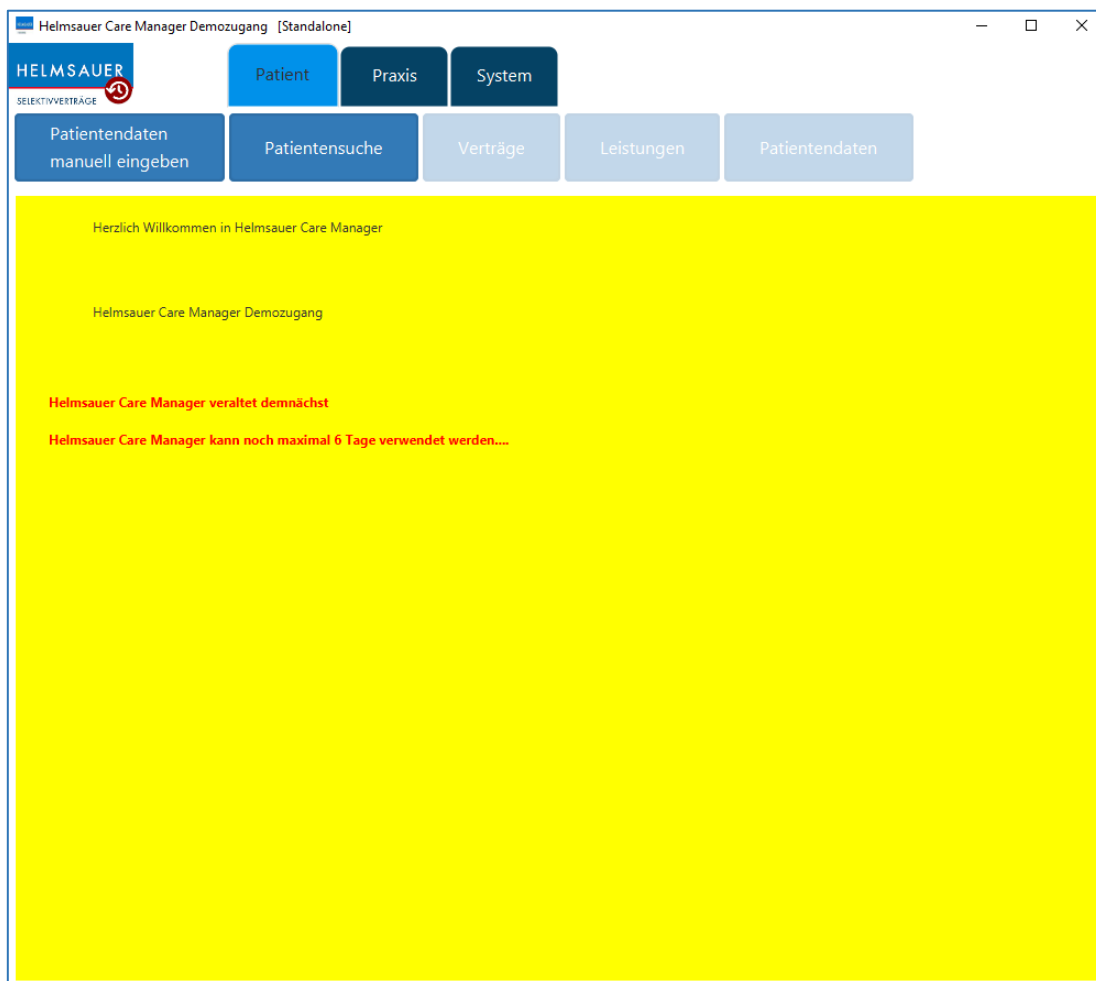 Helmsauer Care Manager Demozugang [Standalone]
HELMSAUER
SELEKTIVVERTRÄGE
Patient
Praxis
System
Patientendaten
manuell eingeben
Patientensuche
Verträge
Leistungen
Patientendaten
Herzlich Willkommen in Helmsauer Care Manager
Helmsauer Care Manager Demozugang
Helmsauer Care Manager veraltet demnächst
Helmsauer Care Manager kann noch maximal 6 Tage verwendet werden....